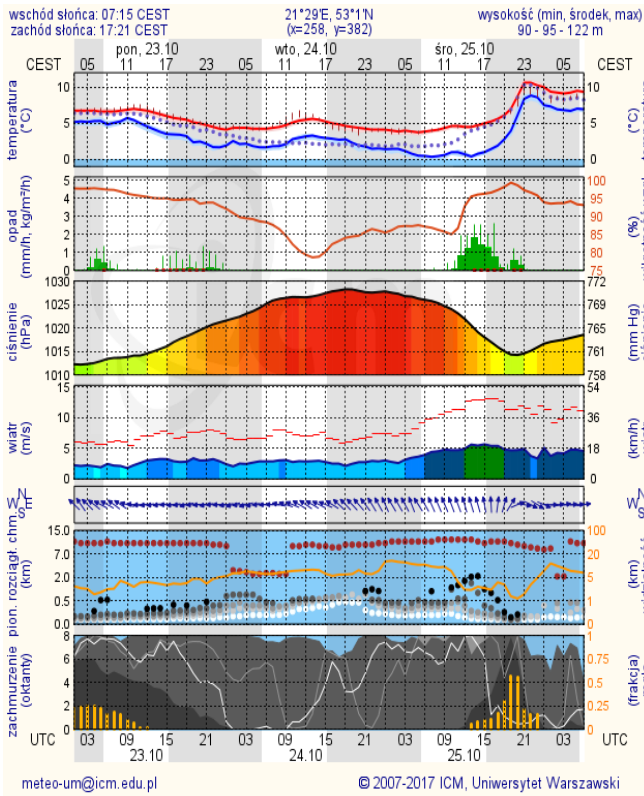 wschód słońca: 07:15 CEST 21°29'E, 53°1'N wysokość (min, środek, max)
zachód słońca: 17:21 CEST (x=258, y=382) 90 - 95 - 122 m
pon, 23.10 wto, 24.10 śro, 25.10
CEST 05 11 17 23 05 11 17 23 05 11 17 23 05 CEST
temperatura (°C)
10 10
5 5
0 0
opad (mm/h, kg/m²/h)
5 100
4 95
3 90
2 85
1 80
0 75
(%)
ciśnienie (hPa)
1030 772
1025 769
1020 765
1015 761
1010 758
(mm Hg)
wiatr (m/s)
15 54
10 36
5 18
0 0
(km/h)
N
W E
S
pion. rozciągł. chm. (km)
15.0 100
7.0 20
2.0 5
0.5 1
0.0 0
zachmurzenie (oktanty)
8 1
6 0.75
4 0.5
2 0.25
0 0
(frakcja)
UTC 03 09 15 21 03 09 15 21 03 09 15 21 03 UTC
23.10 24.10 25.10
meteo-um@icm.edu.pl © 2007-2017 ICM, Uniwersytet Warszawski